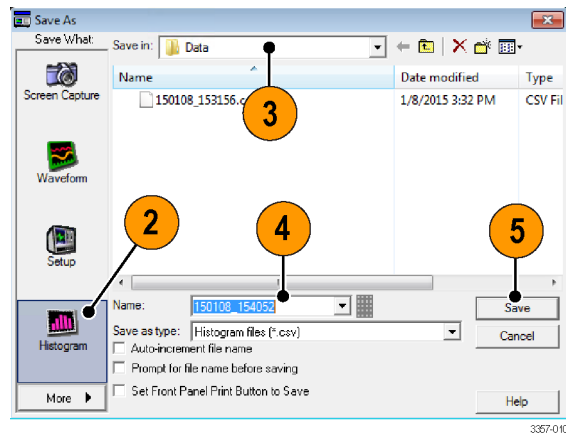 Save As
Save What:
Save in:
Data
Name
Date modified
Type
150108_153156.c
1/8/2015 3:32 PM
CSV Fil
3
Screen Capture
Waveform
Setup
2
4
5
Histogram
More
Name:
150108_154052
Save
Save as type:
Histogram files (*.csv)
Cancel
Auto-increment file name
Prompt for file name before saving
Set Front Panel Print Button to Save
Help
3357-010